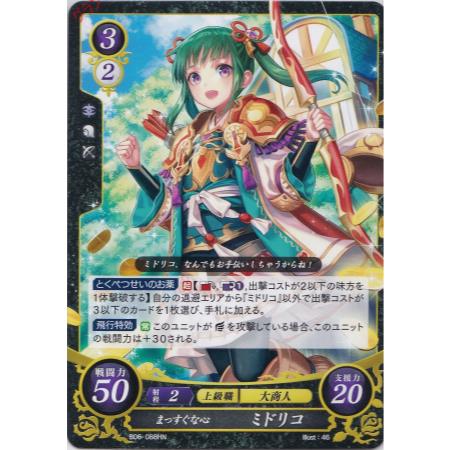 3
2
ミドリコ、なんでもお手伝いしちゃうからね!
とくべつせいのお薬 起 【 、 1、出撃コストが2以下の味方を
1体撃破する】自分の退避エリアから『ミドリコ』以外で出撃コストが
3以下のカードを1枚選び、手札に加える。
飛行特効 常 このユニットが を攻撃している場合、このユニット
の戦闘力は+30される。
戦闘力
50
射程
2
上級職
大商人
支援力
20
まっすぐな心
ミドリコ
B06-088HN
Illust:46